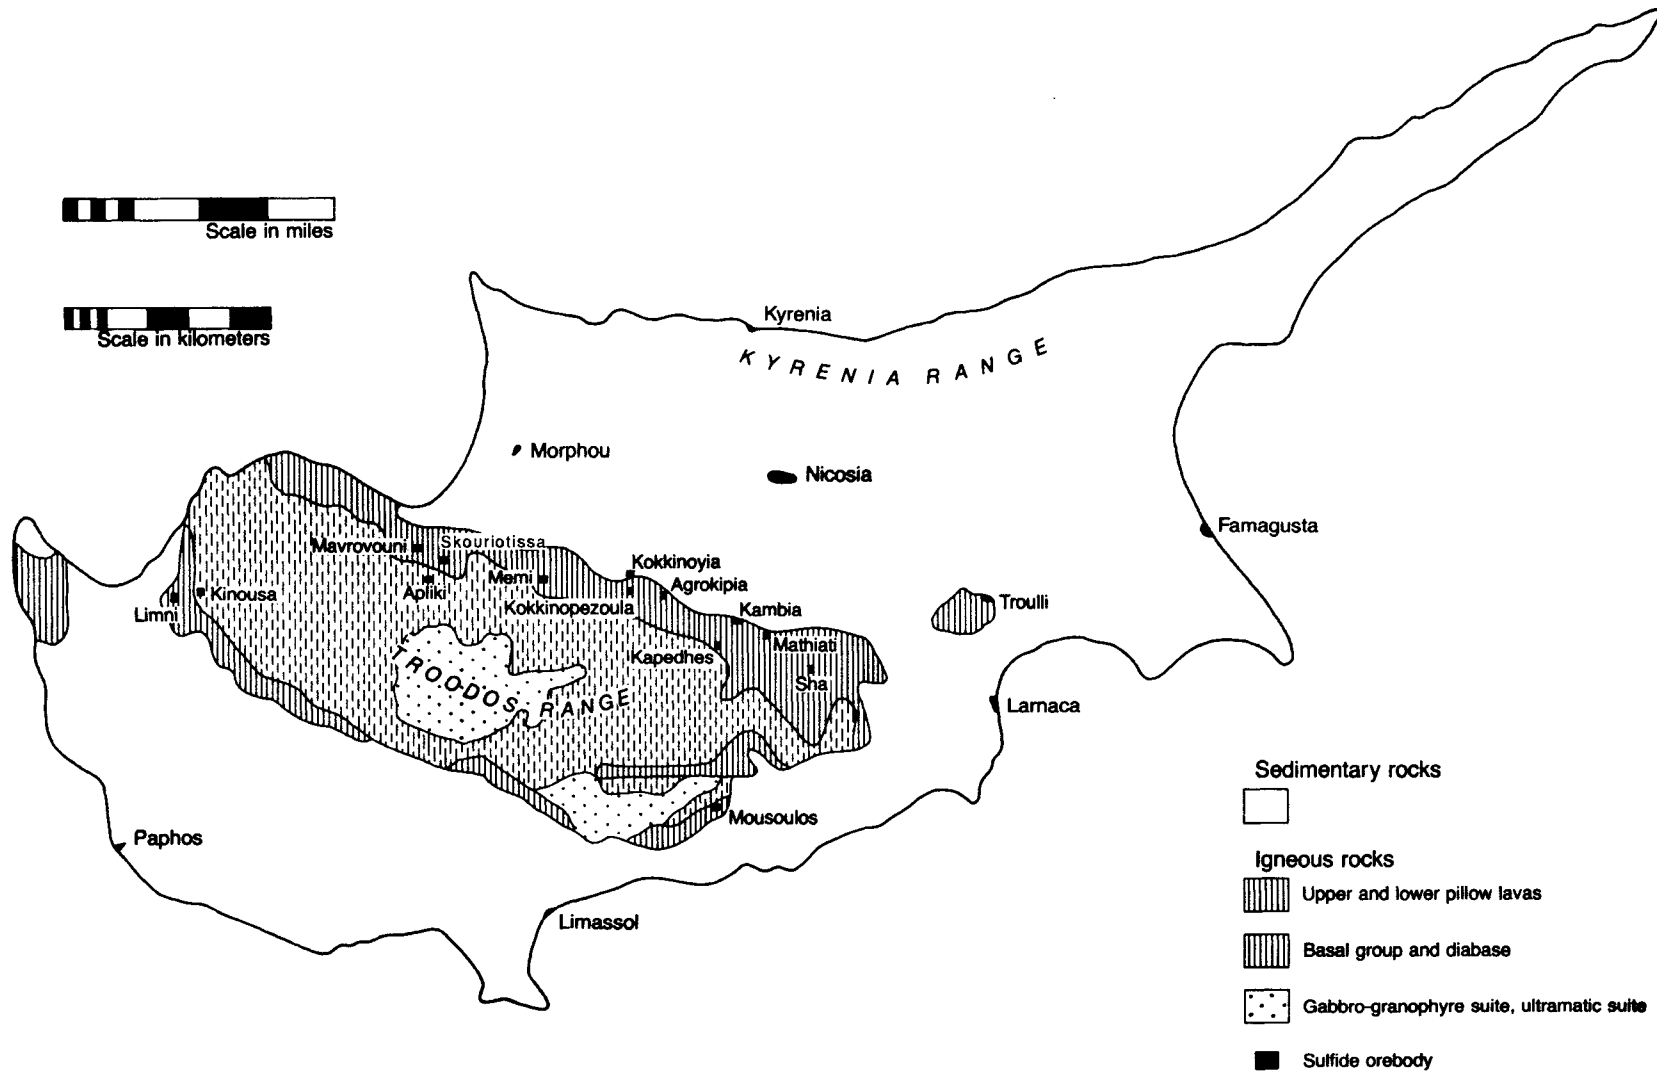 Scale in miles
Scale in kilometers
Kyrenia
KYRENIA RANGE
Morphou
Nicosia
Famagusta
Mavrovouni
Skouriotissa
Kokkinoyia
Memi
Agrokipia
Apliki
Kinousa
Limni
Kokkinopezoula
Kambia
Troulli
Mathiati
Kapedhes
Sha
TROODOS RANGE
Larnaca
Mousoulos
Paphos
Limassol
Sedimentary rocks
Igneous rocks
Upper and lower pillow lavas
Basal group and diabase
Gabbro-granophyre suite, ultramatic suite
Sulfide orebody